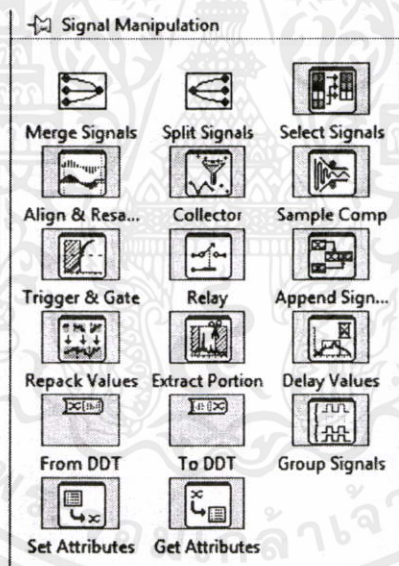 Signal Manipulation
Merge Signals Split Signals Select Signals
Align & Resa... Collector Sample Comp
Trigger & Gate Relay Append Sign...
Repack Values Extract Portion Delay Values
From DDT To DDT Group Signals
Set Attributes Get Attributes